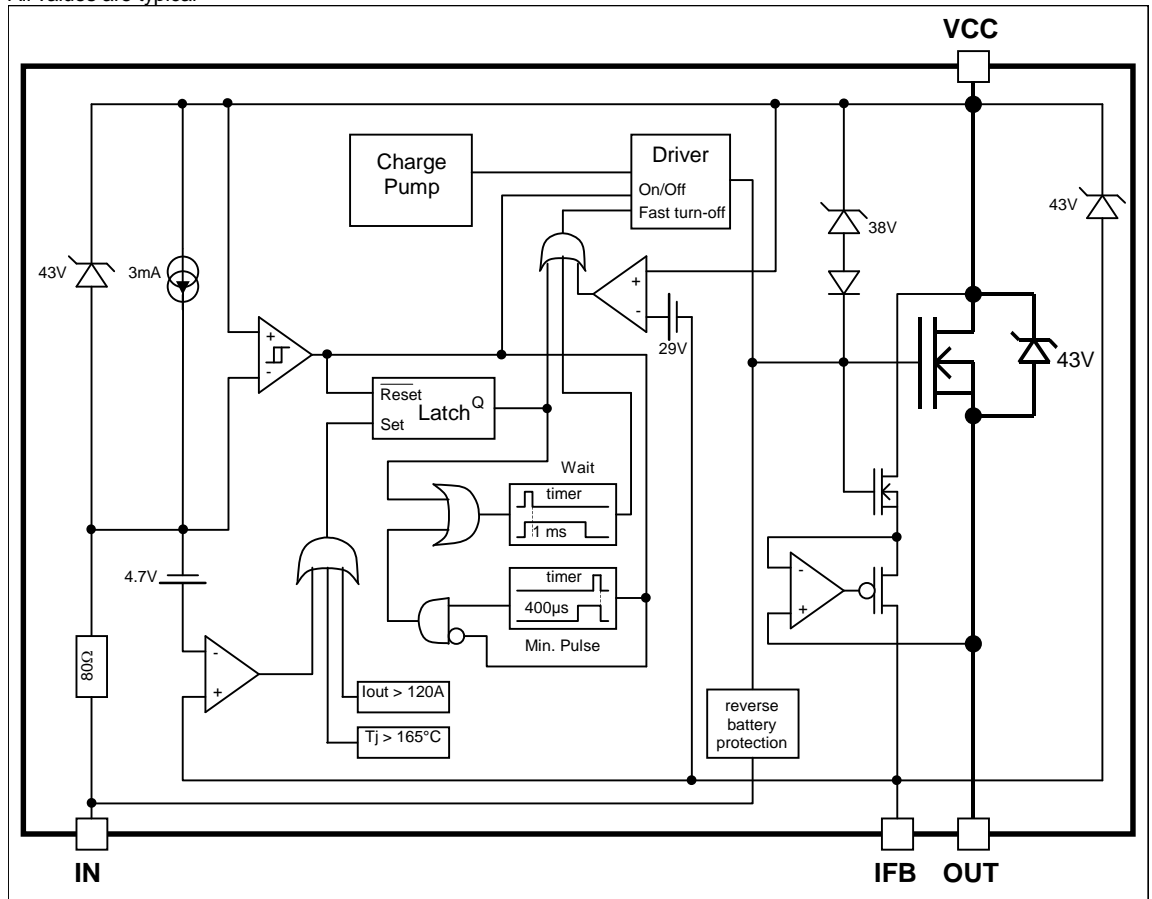 All values are typical
VCC
Charge
Pump
Driver
On/Off
Fast turn-off
43V
3mA
38V
43V
+
-
29V
+
-
43V
Reset
Latch
Q
Set
Wait
timer
1 ms
4.7V
timer
400µs
Min. Pulse
-
+
80Ω
-
+
Iout > 120A
Tj > 165°C
reverse
battery
protection
IN
IFB
OUT